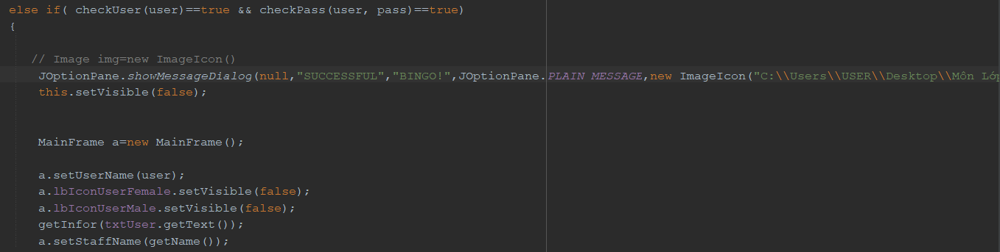 else if( checkUser(user)==true && checkPass(user, pass)==true)
{
// Image img=new ImageIcon()
JOptionPane.showMessageDialog(null,"SUCCESSFUL","BINGO!",JOptionPane.PLAIN_MESSAGE,new ImageIcon("C:\\Users\\USER\\Desktop\\Môn Lớp
this.setVisible(false);
MainFrame a=new MainFrame();
a.setUserName(user);
a.lbIconUserFemale.setVisible(false);
a.lbIconUserMale.setVisible(false);
getInfor(txtUser.getText());
a.setStaffName(getName());